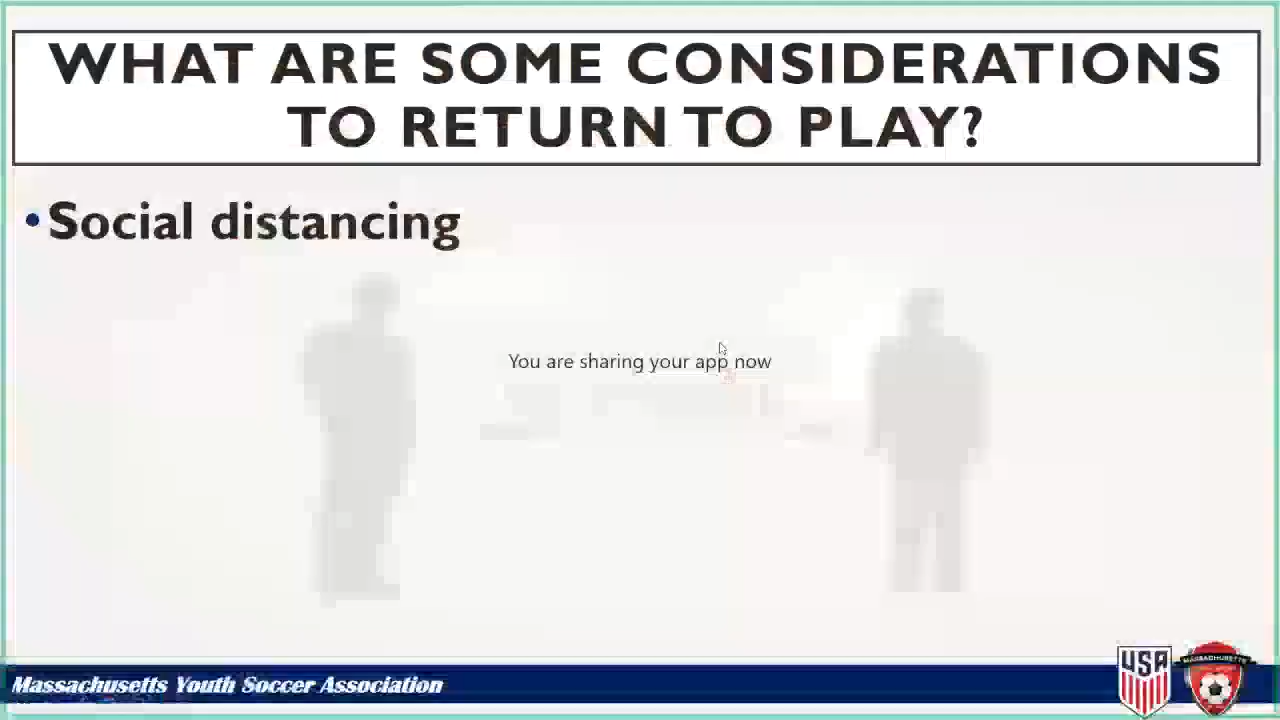 WHAT ARE SOME CONSIDERATIONS
TO RETURN TO PLAY?
•Social distancing
You are sharing your app now
Massachusetts Youth Soccer Association
USA
MASSACHUSETTS